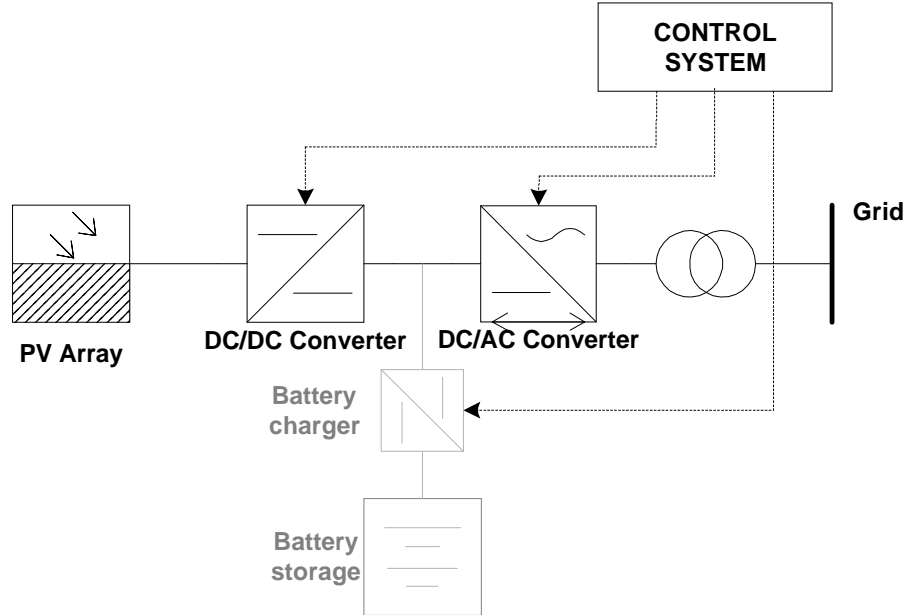 CONTROL
SYSTEM
Grid
PV Array
DC/DC Converter
DC/AC Converter
Battery
charger
Battery
storage